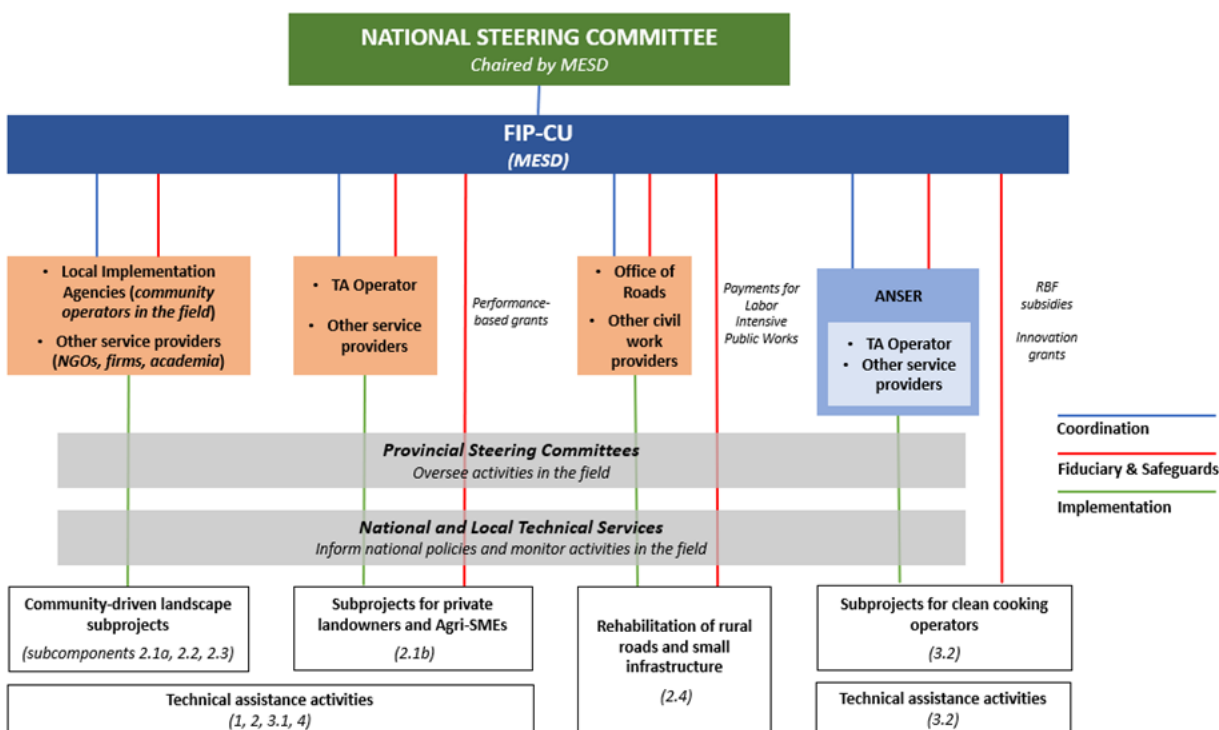 NATIONAL STEERING COMMITTEE
Chaired by MESD
FIP-CU
(MESD)
• Local Implementation
Agencies (community
operators in the field)
• Other service providers
(NGOs, firms, academia)
• TA Operator
• Other service
providers
Performance-
based grants
• Office of
Roads
• Other civil
work
providers
Payments for
Labor
Intensive
Public Works
ANSER
• TA Operator
• Other service
providers
RBF
subsidies
Innovation
grants
Coordination
Fiduciary & Safeguards
Implementation
Provincial Steering Committees
Oversee activities in the field
National and Local Technical Services
Inform national policies and monitor activities in the field
Community-driven landscape
subprojects
(subcomponents 2.1a, 2.2, 2.3)
Subprojects for private
landowners and Agri-SMEs
(2.1b)
Rehabilitation of rural
roads and small
infrastructure
(2.4)
Subprojects for clean cooking
operators
(3.2)
Technical assistance activities
(1, 2, 3.1, 4)
Technical assistance activities
(3.2)